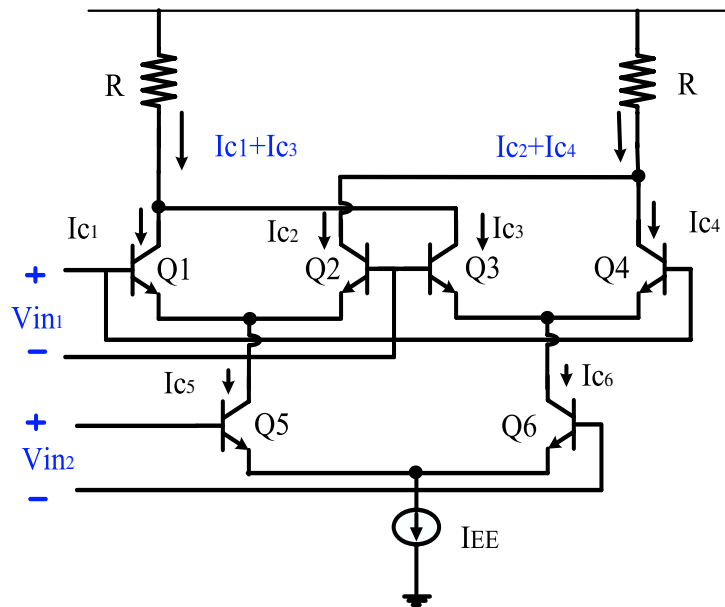 R
R
Ic1+Ic3
Ic2+Ic4
Ic1
Ic2
Ic3
Ic4
Q1
Q2
Q3
Q4
+
Vin1
−
Ic5
Ic6
+
Q5
Q6
Vin2
−
IEE